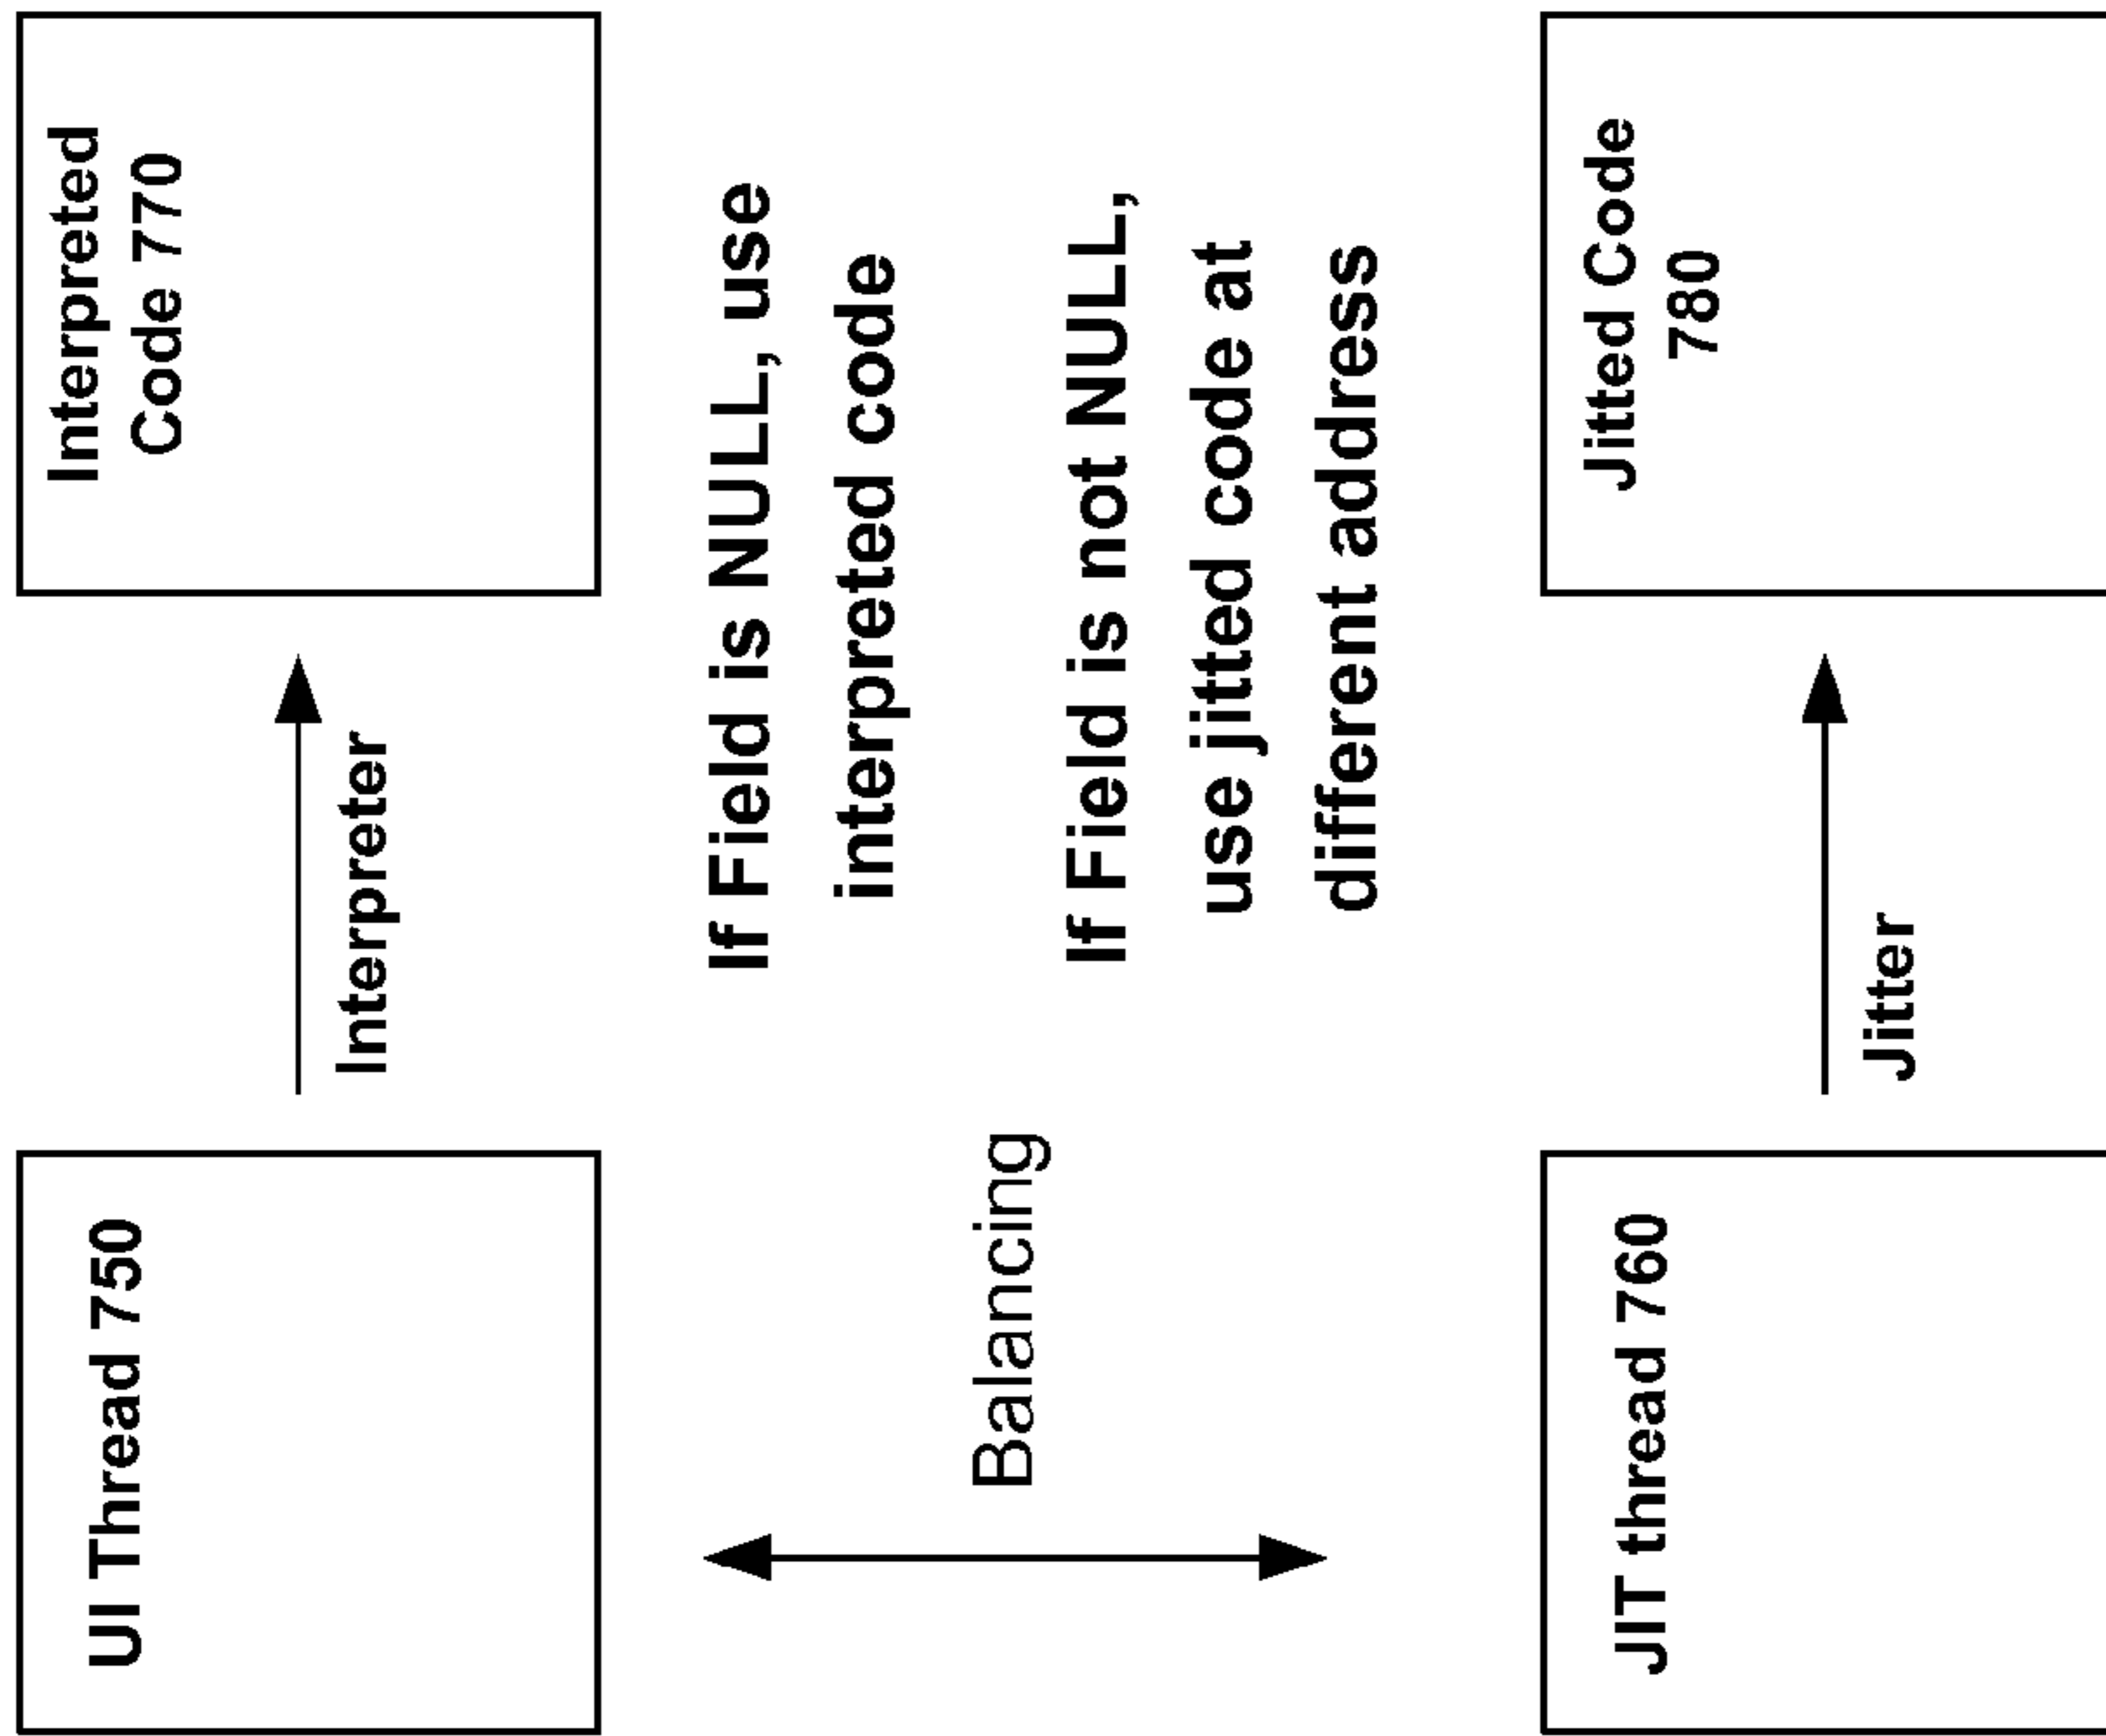 UI Thread 750
Interpreter
Interpreted
Code 770
If Field is NULL, use
interpreted code
Balancing
If Field is not NULL,
use jitted code at
different address
JIT thread 760
Jitter
Jitted Code
780